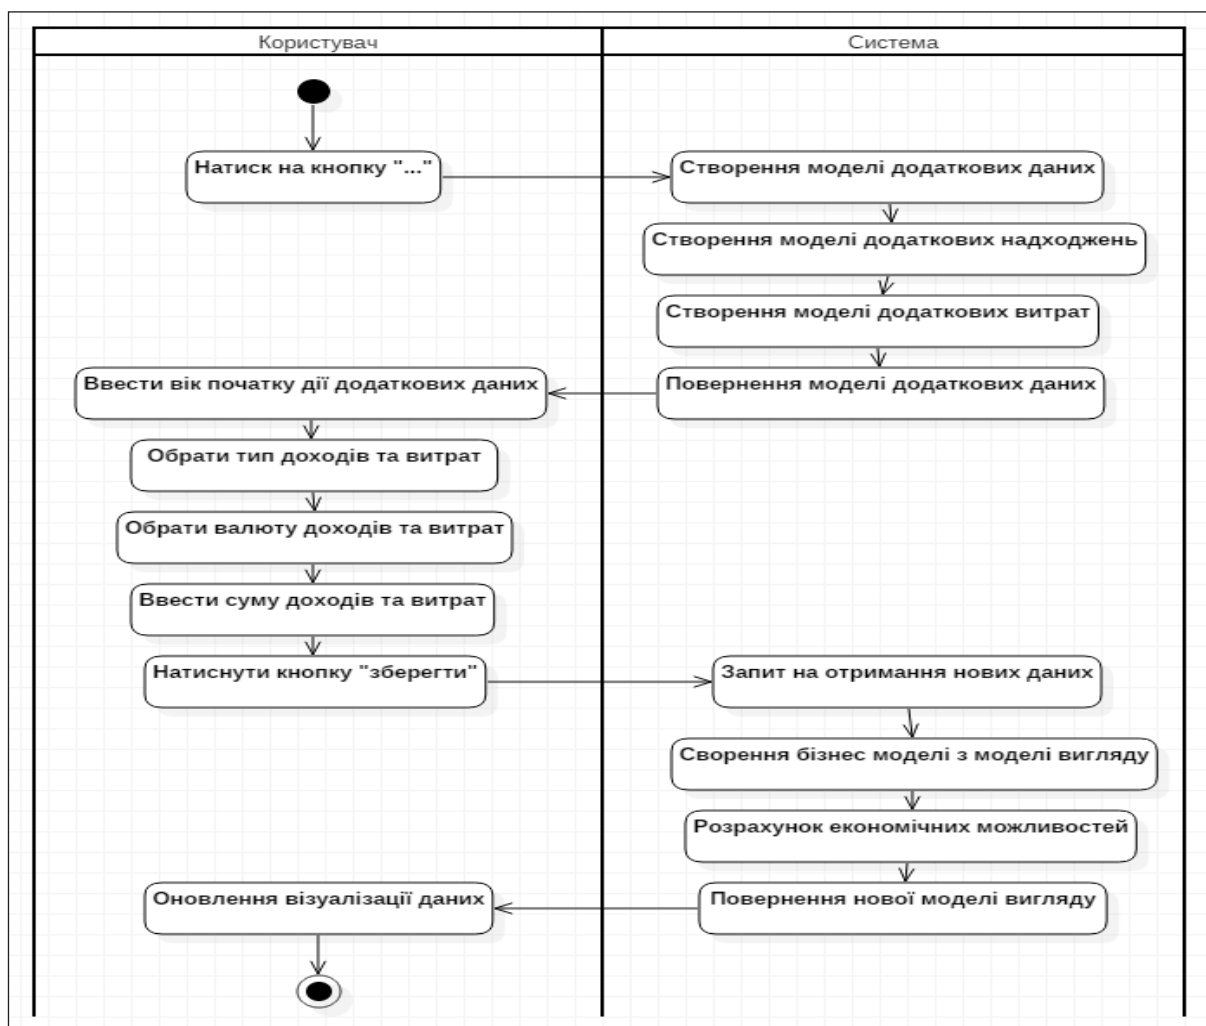 Користувач
Система
Натиск на кнопку "..."
Створення моделі додаткових даних
Створення моделі додаткових надходжень
Створення моделі додаткових витрат
Повернення моделі додаткових даних
Ввести вік початку дії додаткових даних
Обрати тип доходів та витрат
Обрати валюту доходів та витрат
Ввести суму доходів та витрат
Натиснути кнопку "зберегти"
Запит на отримання нових даних
Сворення бізнес моделі з моделі вигляду
Розрахунок економічних можливостей
Повернення нової моделі вигляду
Оновлення візуалізації даних